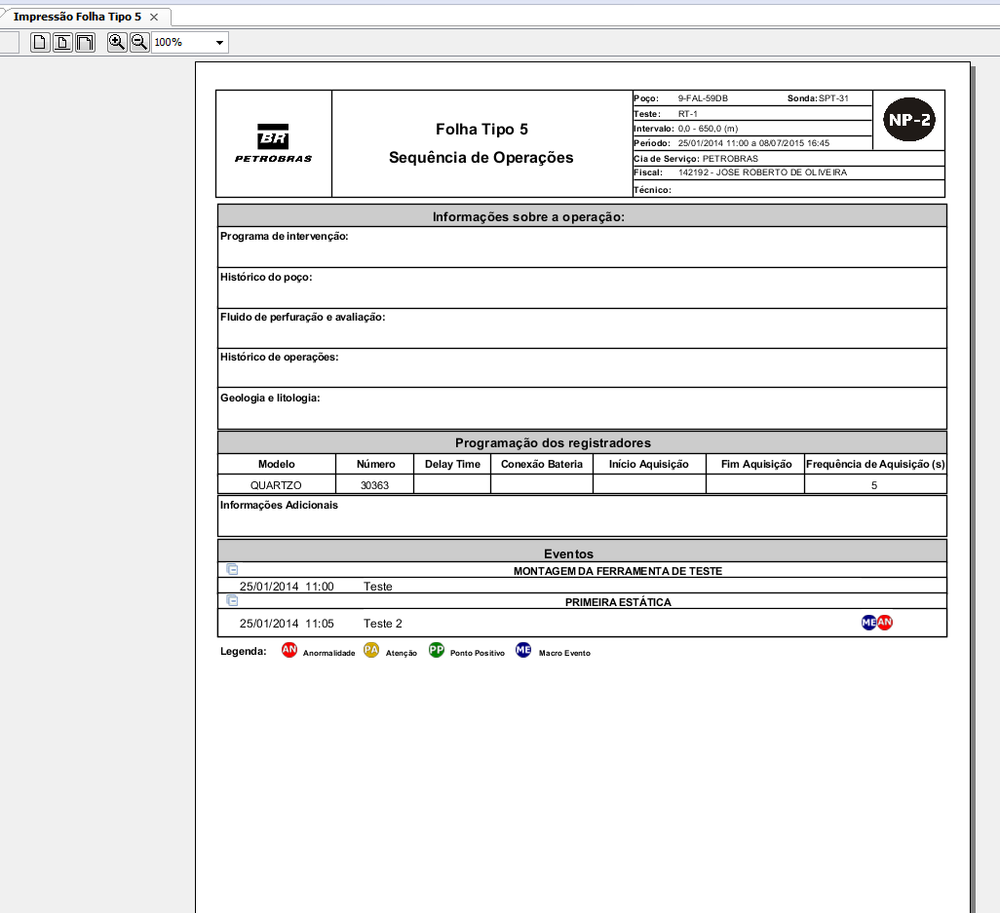 Impressão Folha Tipo 5
100%
BR
PETROBRAS
Folha Tipo 5
Sequência de Operações
Poço: 9-FAL-59DB Sonda: SPT-31
Teste: RT-1
Intervalo: 0,0 - 650,0 (m)
Período: 25/01/2014 11:00 a 08/07/2015 16:45
Cia de Serviço: PETROBRAS
Fiscal: 142192 - JOSE ROBERTO DE OLIVEIRA
Técnico:
NP-2
Informações sobre a operação:
Programa de intervenção:
Histórico do poço:
Fluido de perfuração e avaliação:
Histórico de operações:
Geologia e litologia:
Programação dos registradores
Modelo Número Delay Time Conexão Bateria Início Aquisição Fim Aquisição Frequência de Aquisição (s)
QUARTZO 30363 5
Informações Adicionais
Eventos
MONTAGEM DA FERRAMENTA DE TESTE
25/01/2014 11:00 Teste
PRIMEIRA ESTÁTICA
25/01/2014 11:05 Teste 2 ME AN
Legenda: AN Anormalidade PA Atenção PP Ponto Positivo ME Macro Evento